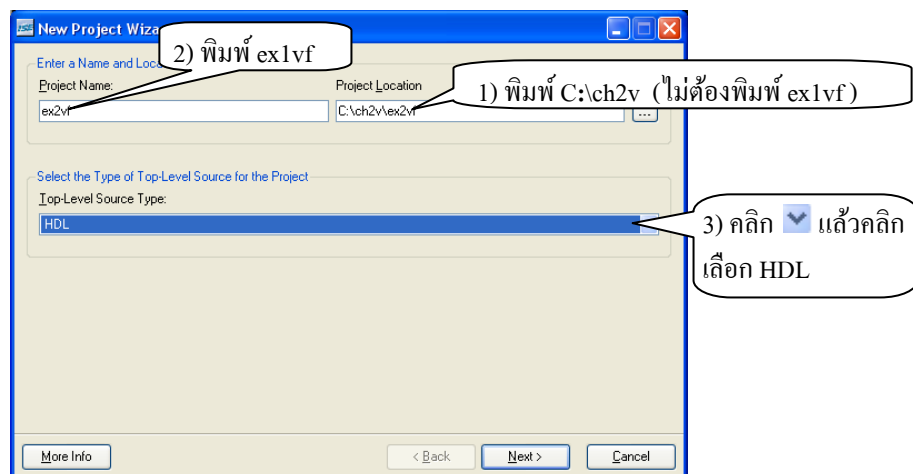 New Project Wiza
2) พิมพ์ ex1vf
Enter a Name and Loca
Project Name:
Project Location
1) พิมพ์ C:\ch2v (ไม่ต้องพิมพ์ ex1vf )
ex2vf
C:\ch2v\ex2vf
...
Select the Type of Top-Level Source for the Project
Top-Level Source Type:
HDL
3) คลิก แล้วคลิก
เลือก HDL
More Info
< Back
Next >
Cancel